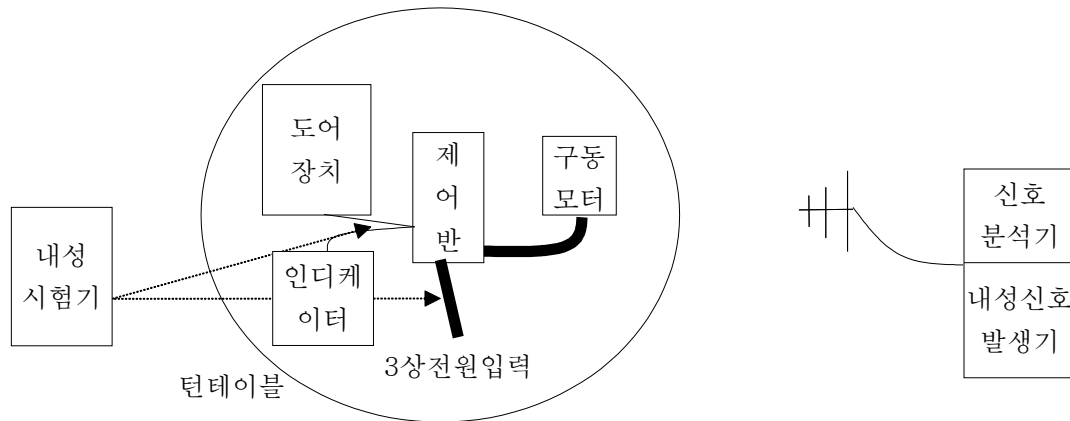 도어
장치
제
어
반
구동
모터
내성
시험기
인디케
이터
3상전원입력
턴테이블
신호
분석기
내성신호
발생기